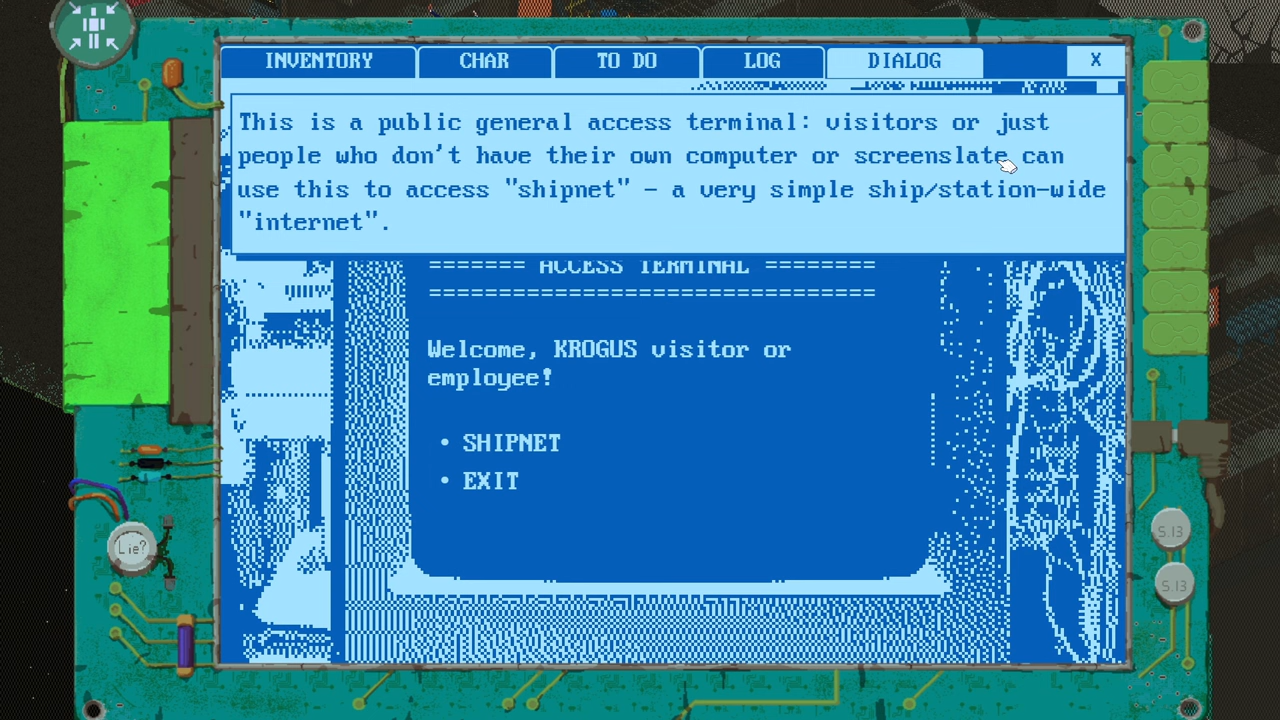 INVENTORY CHAR TO DO LOG DIALOG X
This is a public general access terminal: visitors or just
people who don't have their own computer or screenslate can
use this to access "shipnet" - a very simple ship/station-wide
"internet".
======= ACCESS TERMINAL ========
================================
Welcome, KROGUS visitor or
employee!
• SHIPNET
• EXIT
Lie?
S.13
S.13